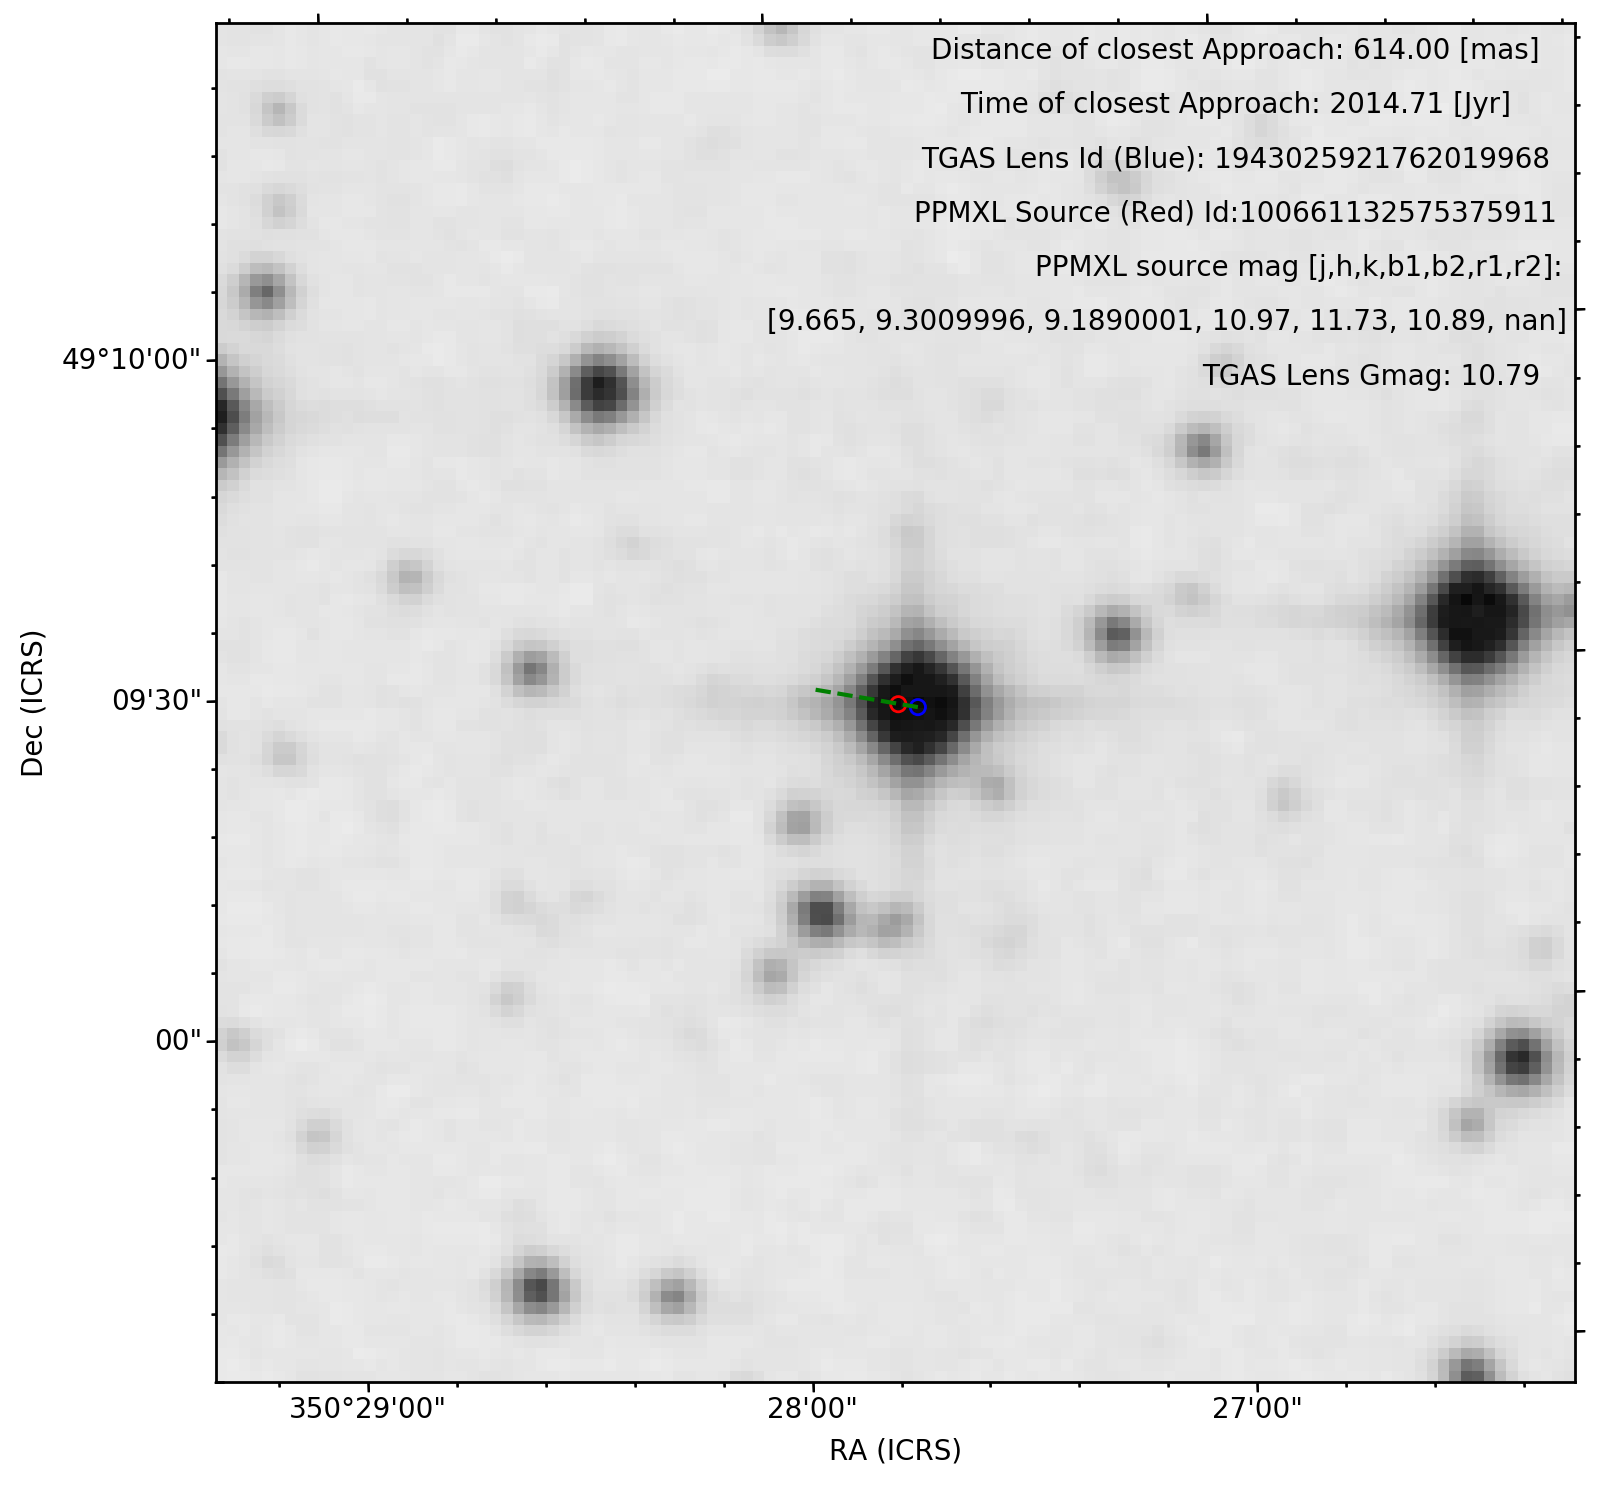 Distance of closest Approach: 614.00 [mas]
Time of closest Approach: 2014.71 [Jyr]
TGAS Lens Id (Blue): 1943025921762019968
PPMXL Source (Red) Id:100661132575375911
PPMXL source mag [j,h,k,b1,b2,r1,r2]:
[9.665, 9.3009996, 9.1890001, 10.97, 11.73, 10.89, nan]
TGAS Lens Gmag: 10.79
49°10'00"
09'30"
00"
Dec (ICRS)
350°29'00" 28'00" 27'00"
RA (ICRS)